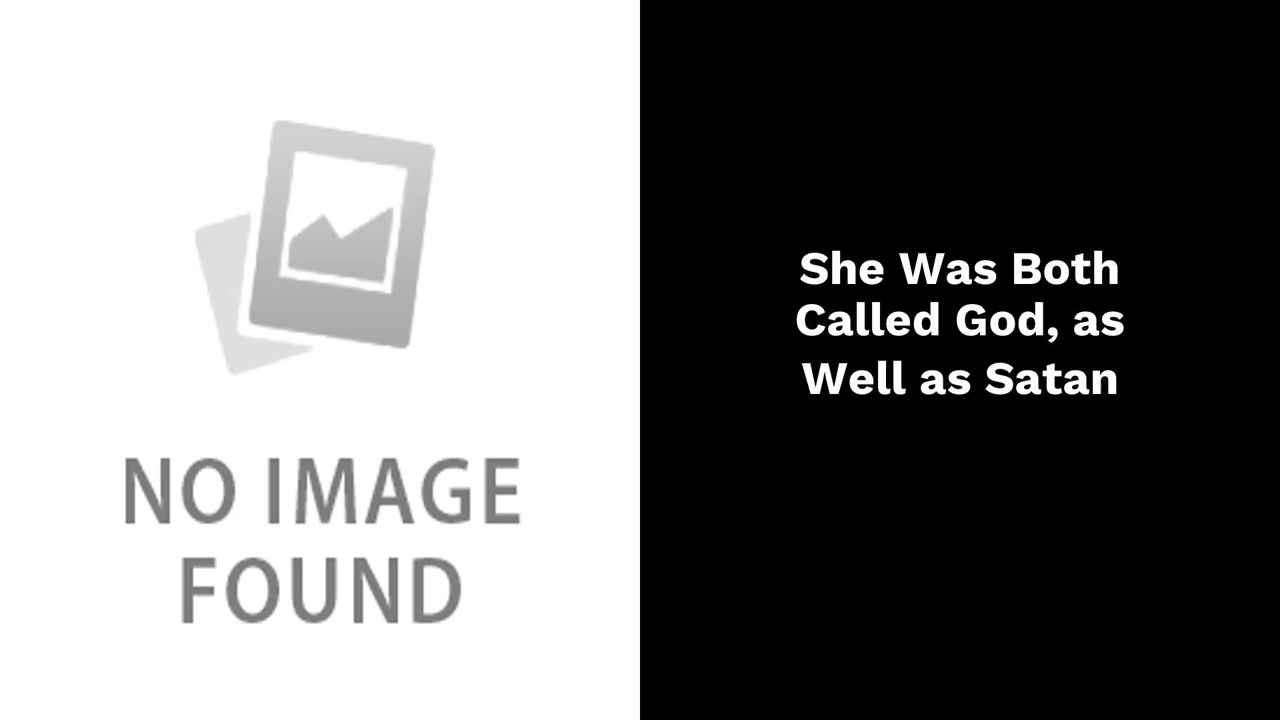 NO IMAGE
FOUND
She Was Both
Called God, as
Well as Satan